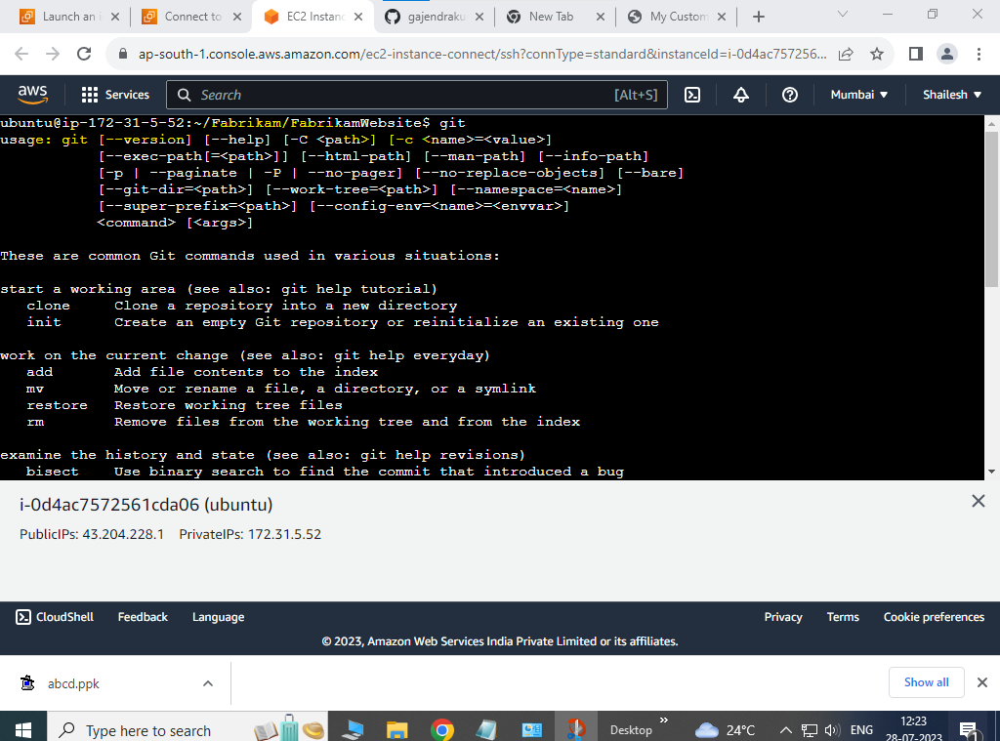 Launch an i
Connect to
EC2 Instanc
gajendraku
New Tab
My Custom
ap-south-1.console.aws.amazon.com/ec2-instance-connect/ssh?connType=standard&instanceId=i-0d4ac757256...
aws
Services
Search
[Alt+S]
Mumbai
Shailesh
ubuntu@ip-172-31-5-52:~/Fabrikam/FabrikamWebsite$ git
usage: git [--version] [--help] [-C <path>] [-c <name>=<value>]
[--exec-path[=<path>]] [--html-path] [--man-path] [--info-path]
[-p | --paginate | -P | --no-pager] [--no-replace-objects] [--bare]
[--git-dir=<path>] [--work-tree=<path>] [--namespace=<name>]
[--super-prefix=<path>] [--config-env=<name>=<envvar>]
<command> [<args>]
These are common Git commands used in various situations:
start a working area (see also: git help tutorial)
clone Clone a repository into a new directory
init Create an empty Git repository or reinitialize an existing one
work on the current change (see also: git help everyday)
add Add file contents to the index
mv Move or rename a file, a directory, or a symlink
restore Restore working tree files
rm Remove files from the working tree and from the index
examine the history and state (see also: git help revisions)
bisect Use binary search to find the commit that introduced a bug
i-0d4ac7572561cda06 (ubuntu)
PublicIPs: 43.204.228.1 PrivateIPs: 172.31.5.52
CloudShell
Feedback
Language
Privacy
Terms
Cookie preferences
© 2023, Amazon Web Services India Private Limited or its affiliates.
abcd.ppk
Show all
Type here to search
Desktop
24°C
ENG
12:23
28-07-2023
1